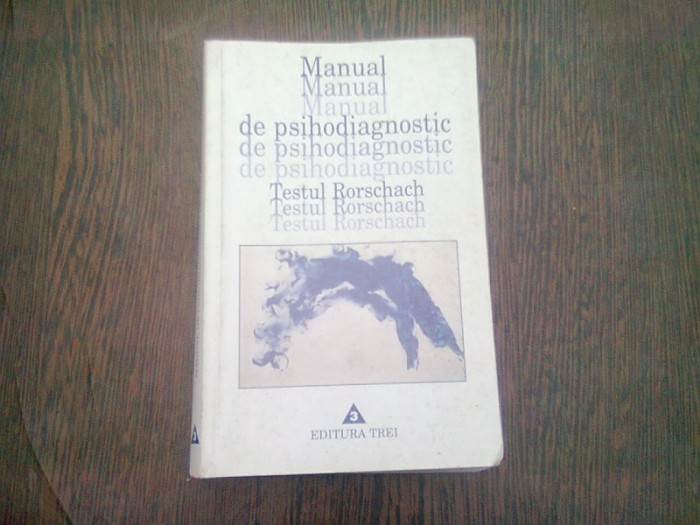 Manual
Manual
Manual
de psihodiagnostic
de psihodiagnostic
de psihodiagnostic
Testul Rorschach
Testul Rorschach
Testul Rorschach
3
EDITURA TREI